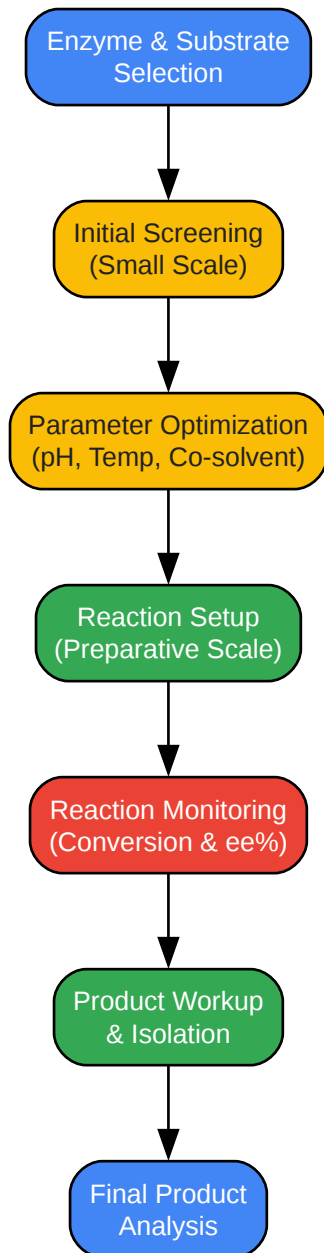 Enzyme & Substrate
Selection
Initial Screening
(Small Scale)
Parameter Optimization
(pH, Temp, Co-solvent)
Reaction Setup
(Preparative Scale)
Reaction Monitoring
(Conversion & ee%)
Product Workup
& Isolation
Final Product
Analysis